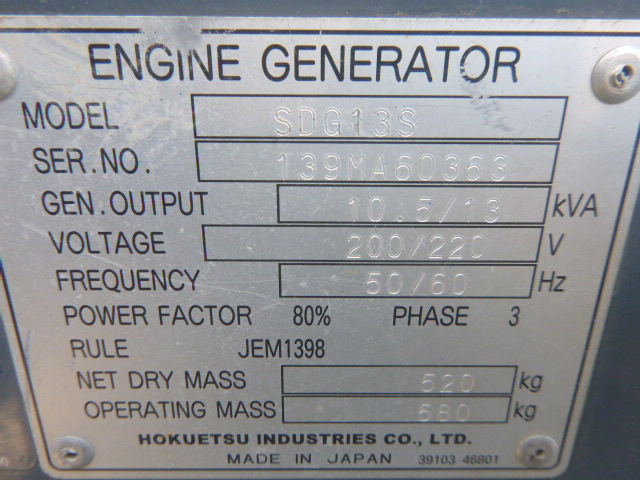 ENGINE GENERATOR
MODEL SDG13S
SER.NO. 139MA60363
GEN.OUTPUT 10.5/13 kVA
VOLTAGE 200/220 V
FREQUENCY 50/60 Hz
POWER FACTOR 80% PHASE 3
RULE JEM1398
NET DRY MASS 520 kg
OPERATING MASS 580 kg
HOKUETSU INDUSTRIES CO., LTD.
MADE IN JAPAN 39103 46801